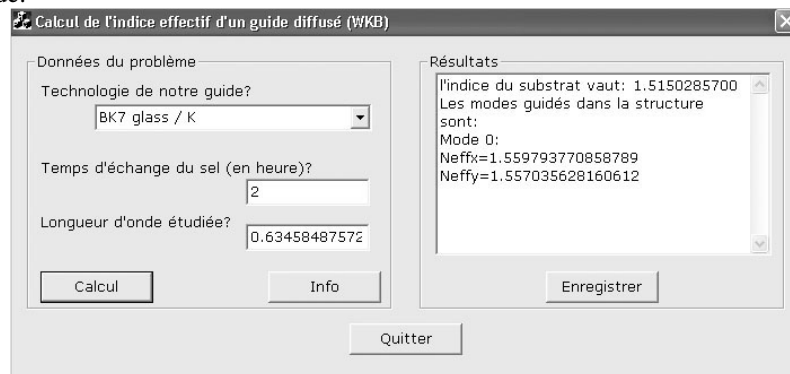 Calcul de l'indice effectif d'un guide diffusé (WKB)
Données du problème
Technologie de notre guide?
BK7 glass / K
Temps d'échange du sel (en heure)?
2
Longueur d'onde étudiée?
0.63458487572
Calcul
Info
Résultats
l'indice du substrat vaut: 1.5150285700
Les modes guidés dans la structure
sont:
Mode 0:
Neffx=1.559793770858789
Neffy=1.557035628160612
Enregistrer
Quitter